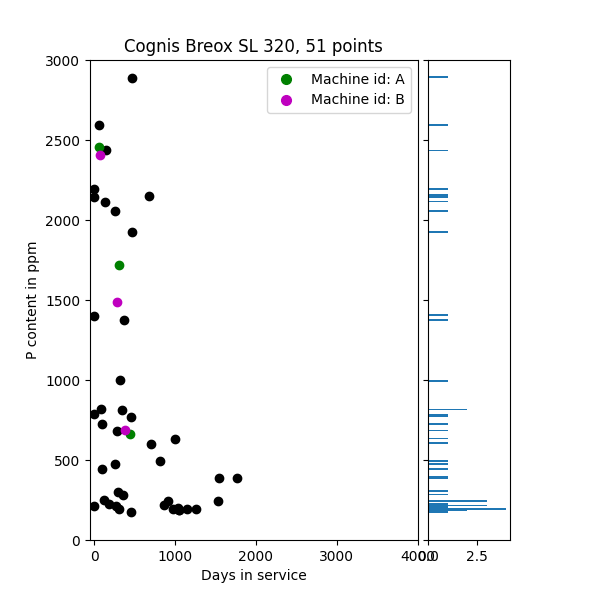 Cognis Breox SL 320, 51 points
Machine id: A
Machine id: B
P content in ppm
3000
2500
2000
1500
1000
500
0
0
1000
2000
3000
4000
0.0
2.5
Days in service